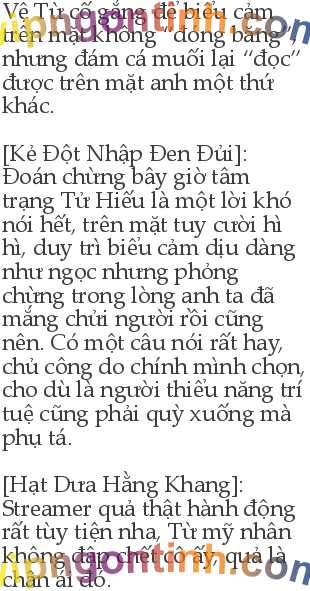 Vệ Từ cố gắng để biểu cảm
trên mặt không “đóng băng”,
nhưng đám cá muối lại “đọc”
được trên mặt anh một thứ
khác.
[Kẻ Đột Nhập Đen Đủi]:
Đoán chừng bây giờ tâm
trạng Tử Hiếu là một lời khó
nói hết, trên mặt tuy cười hì
hì, duy trì biểu cảm dịu dàng
như ngọc nhưng phỏng
chừng trong lòng anh ta đã
mắng chửi người rồi cũng
nên. Có một câu nói rất hay,
chủ công do chính mình chọn,
cho dù là người thiểu năng trí
tuệ cũng phải quỳ xuống mà
phụ tá.
[Hạt Dưa Hằng Khang]:
Streamer quả thật hành động
rất tùy tiện nha, Từ mỹ nhân
không đập chết cô ấy, quả là
chân ái đó.
vipngontinh.com
vipngontinh.com